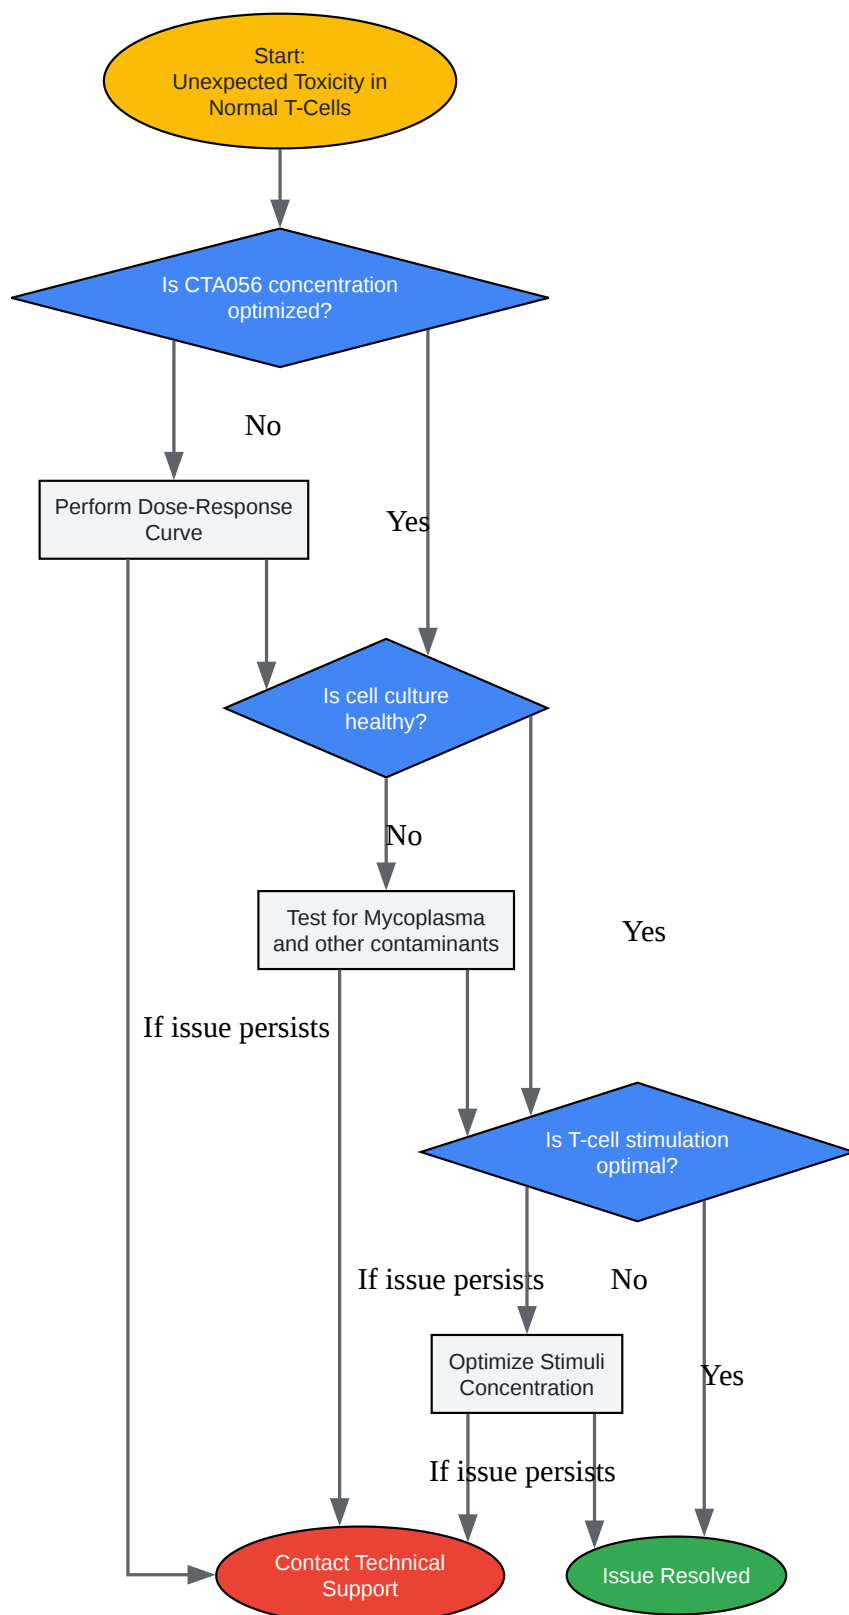 Start:
Unexpected Toxicity in
Normal T-Cells
Is CTA056 concentration
optimized?
No
Perform Dose-Response
Curve
Yes
Is cell culture
healthy?
No
Test for Mycoplasma
and other contaminants
Yes
If issue persists
Is T-cell stimulation
optimal?
If issue persists
No
Optimize Stimuli
Concentration
Yes
If issue persists
Contact Technical
Support
Issue Resolved